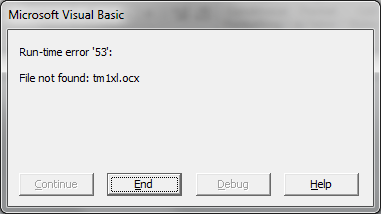 Microsoft Visual Basic
Run-time error '53':
File not found: tm1xl.ocx
Continue End Debug Help